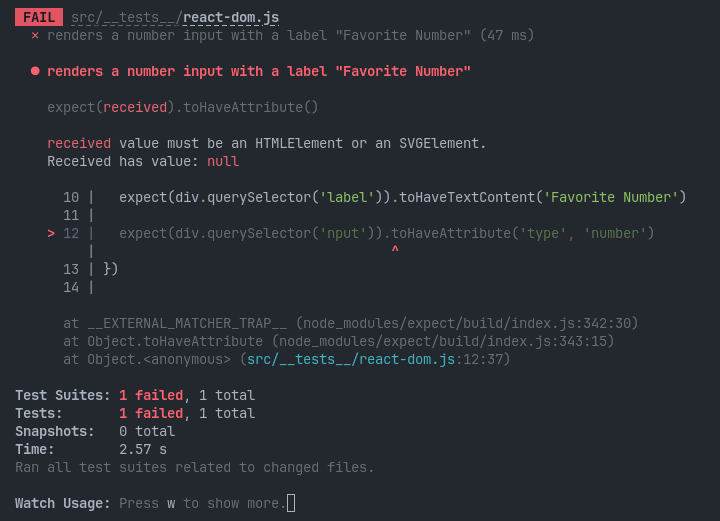 FAIL src/__tests__/react-dom.js
✕ renders a number input with a label "Favorite Number" (47 ms)
● renders a number input with a label "Favorite Number"
expect(received).toHaveAttribute()
received value must be an HTMLElement or an SVGElement.
Received has value: null
10 | expect(div.querySelector('label')).toHaveTextContent('Favorite Number')
11 |
> 12 | expect(div.querySelector('nput')).toHaveAttribute('type', 'number')
| ^
13 | })
14 |
at __EXTERNAL_MATCHER_TRAP__ (node_modules/expect/build/index.js:342:30)
at Object.toHaveAttribute (node_modules/expect/build/index.js:343:15)
at Object.<anonymous> (src/__tests__/react-dom.js:12:37)
Test Suites: 1 failed, 1 total
Tests: 1 failed, 1 total
Snapshots: 0 total
Time: 2.57 s
Ran all test suites related to changed files.
Watch Usage: Press w to show more.